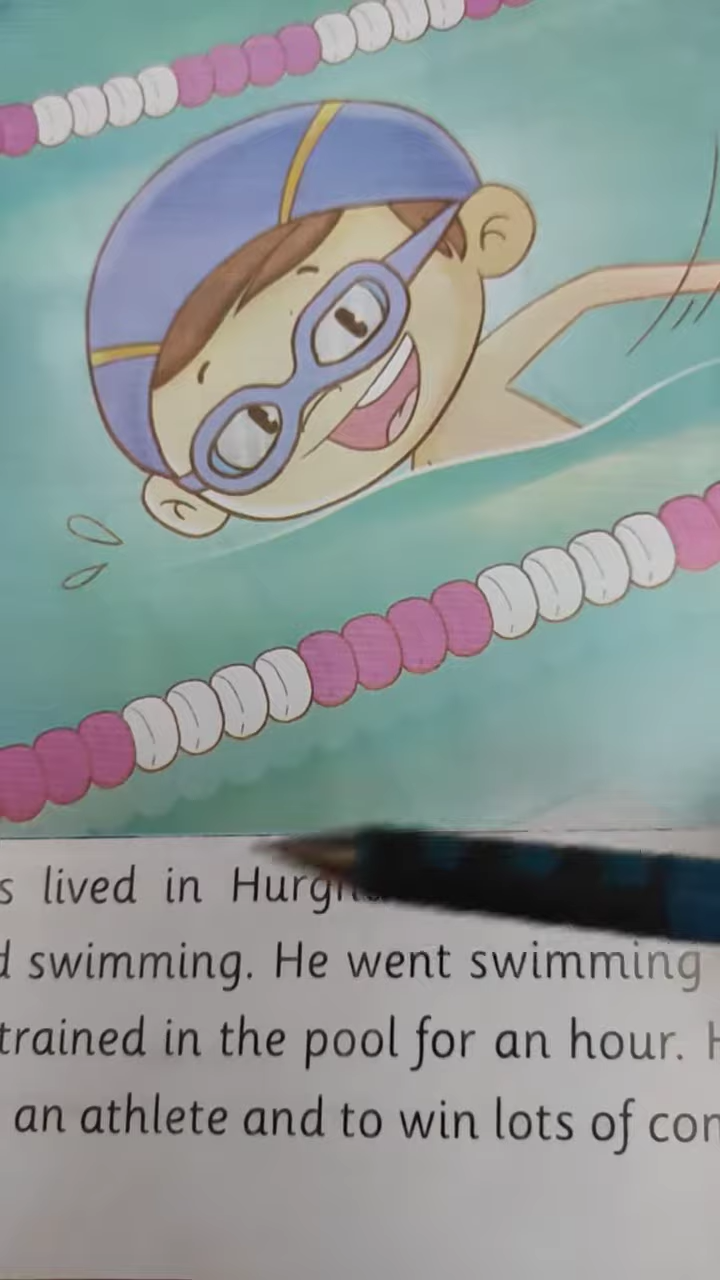 lived in
swimming. He went swimming
trained in the pool for an hour.
an athlete and to win lots of